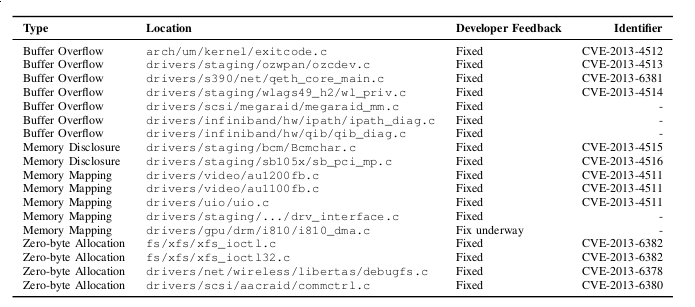 Type Location Developer Feedback Identifier
Buffer Overflow arch/um/kernel/exitcode.c Fixed CVE-2013-4512
Buffer Overflow drivers/staging/ozwpan/ozcdev.c Fixed CVE-2013-4513
Buffer Overflow drivers/s390/net/qeth_core_main.c Fixed CVE-2013-6381
Buffer Overflow drivers/staging/wlags49_h2/wl_priv.c Fixed CVE-2013-4514
Buffer Overflow drivers/scsi/megaraid/megaraid_mm.c Fixed -
Buffer Overflow drivers/infiniband/hw/ipath/ipath_diag.c Fixed -
Buffer Overflow drivers/infiniband/hw/qib/qib_diag.c Fixed -
Memory Disclosure drivers/staging/bcm/Bcmchar.c Fixed CVE-2013-4515
Memory Disclosure drivers/staging/sb105x/sb_pci_mp.c Fixed CVE-2013-4516
Memory Mapping drivers/video/au1200fb.c Fixed CVE-2013-4511
Memory Mapping drivers/video/au1100fb.c Fixed CVE-2013-4511
Memory Mapping drivers/uio/uio.c Fixed CVE-2013-4511
Memory Mapping drivers/staging/.../drv_interface.c Fixed -
Memory Mapping drivers/gpu/drm/i810/i810_dma.c Fix underway -
Zero-byte Allocation fs/xfs/xfs_ioctl.c Fixed CVE-2013-6382
Zero-byte Allocation fs/xfs/xfs_ioctl32.c Fixed CVE-2013-6382
Zero-byte Allocation drivers/net/wireless/libertas/debugfs.c Fixed CVE-2013-6378
Zero-byte Allocation drivers/scsi/aacraid/commctrl.c Fixed CVE-2013-6380